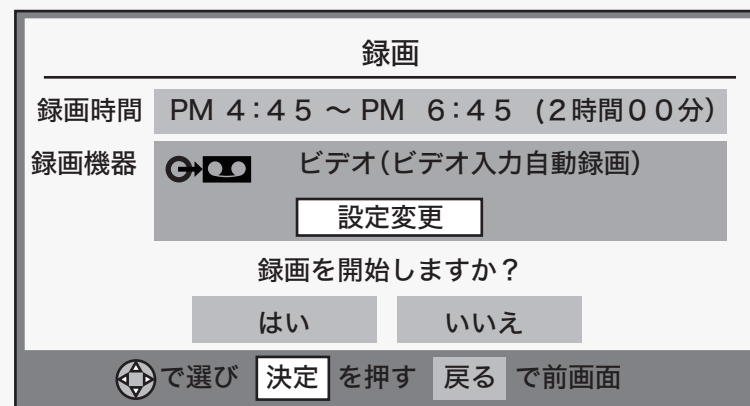 録画
録画時間 PM 4:45 ～ PM 6:45 (2時間00分)
録画機器 ビデオ(ビデオ入力自動録画)
設定変更
録画を開始しますか？
はい いいえ
で選び 決定 を押す 戻る で前画面